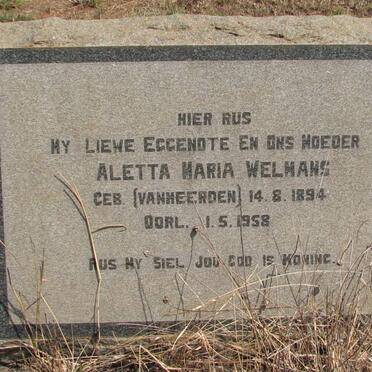 HIER RUS
MY LIEWE EGGENOTE EN ONS MOEDER
ALETTA MARIA WELMANS
GEB. (VANHEERDEN) 14.8.1894
OORL. 1.5.1958
RUS MY SIEL JOU GOD IS KONING.